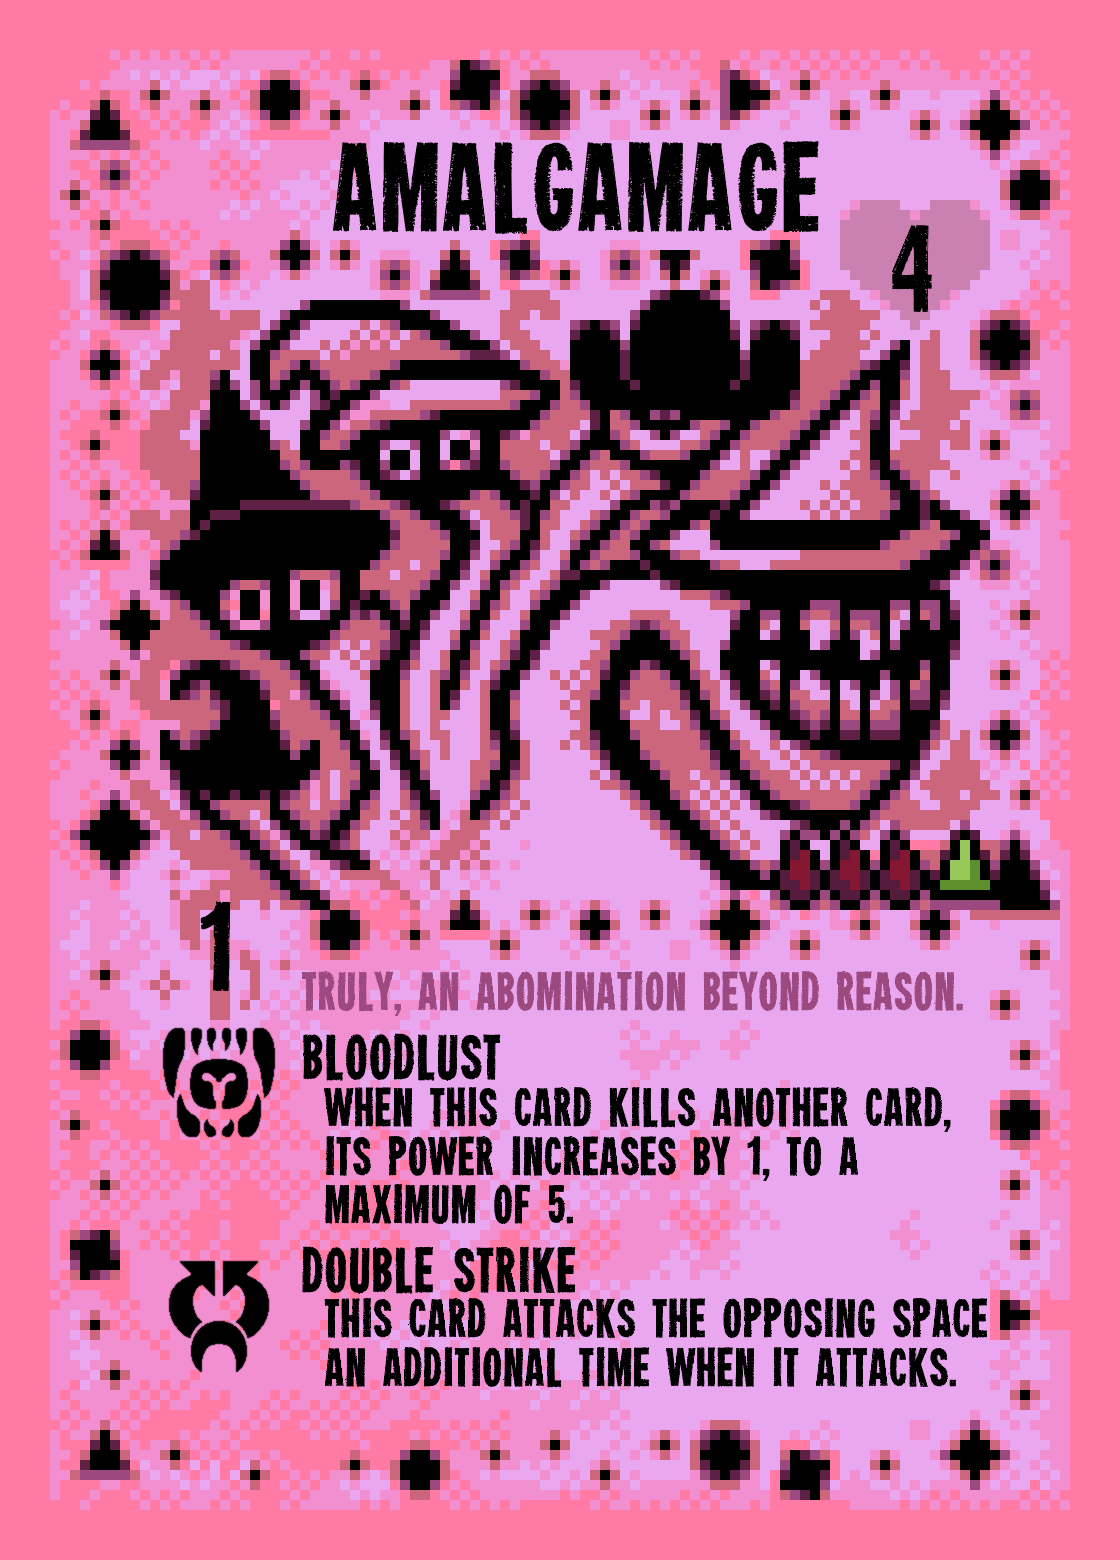 AMALGAMAGE
4
1
TRULY, AN ABOMINATION BEYOND REASON.
BLOODLUST
WHEN THIS CARD KILLS ANOTHER CARD,
ITS POWER INCREASES BY 1, TO A
MAXIMUM OF 5.
DOUBLE STRIKE
THIS CARD ATTACKS THE OPPOSING SPACE
AN ADDITIONAL TIME WHEN IT ATTACKS.